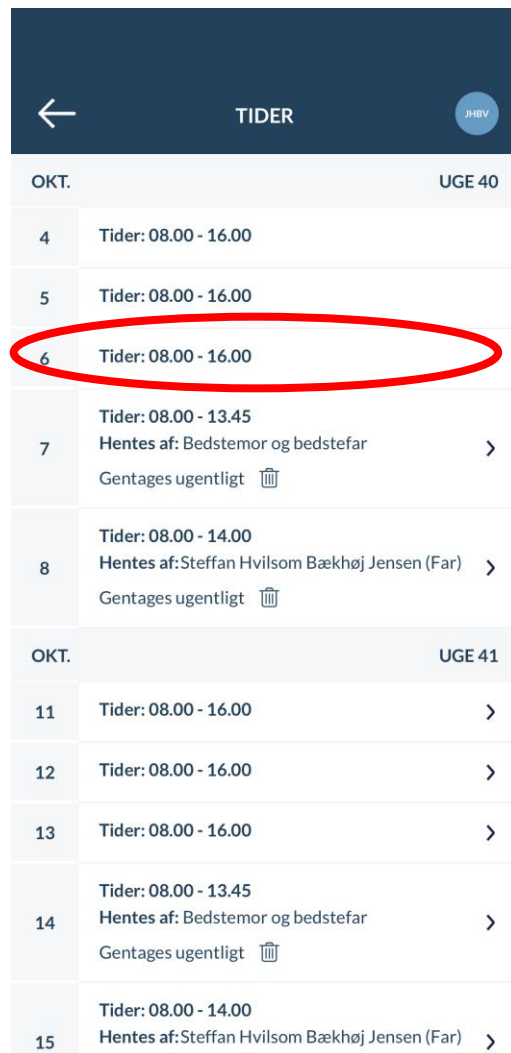 TIDER
JHBV
OKT. UGE 40
4 Tider: 08.00 - 16.00
5 Tider: 08.00 - 16.00
6 Tider: 08.00 - 16.00
Tider: 08.00 - 13.45
7 Hentes af: Bedstemor og bedstefar
Gentages ugentligt
Tider: 08.00 - 14.00
8 Hentes af:Steffan Hvilsom Bækhøj Jensen (Far)
Gentages ugentligt
OKT. UGE 41
11 Tider: 08.00 - 16.00
12 Tider: 08.00 - 16.00
13 Tider: 08.00 - 16.00
Tider: 08.00 - 13.45
14 Hentes af: Bedstemor og bedstefar
Gentages ugentligt
Tider: 08.00 - 14.00
15 Hentes af:Steffan Hvilsom Bækhøj Jensen (Far)